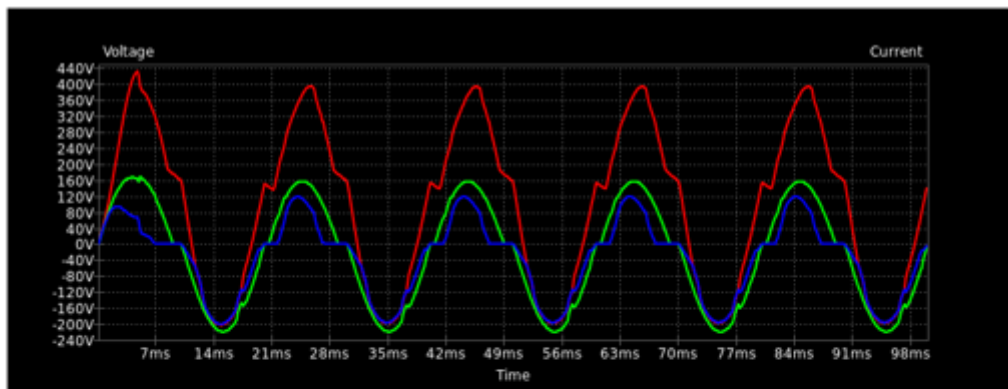 Voltage Current
440V
400V
360V
320V
280V
240V
200V
160V
120V
80V
40V
0V
-40V
-80V
-120V
-160V
-200V
-240V
7ms 14ms 21ms 28ms 35ms 42ms 49ms 56ms 63ms 70ms 77ms 84ms 91ms 98ms
Time